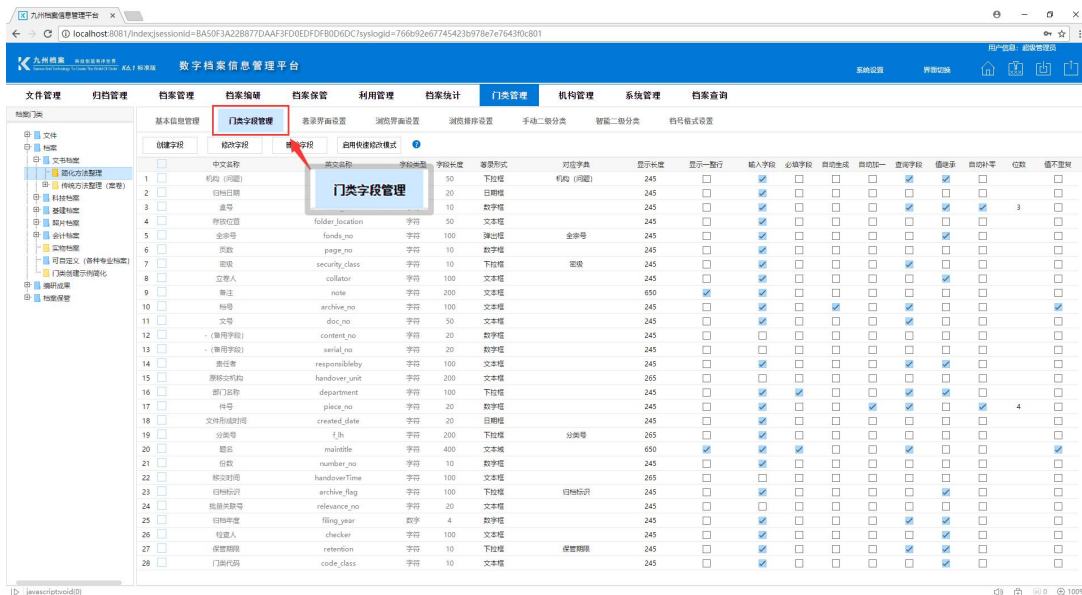 九州档案信息管理平台
localhost:8081/index;jsessionid=BA50F3A22B877DAAF3FD0EDFDFB0D6DC?syslogid=766b92e67745423b978e7e7643f0c801
用户信息：超级管理员
九州档案 K6.1 标准版 数字档案信息管理平台 系统设置 界面切换
文件管理 归档管理 档案管理 档案编研 档案保管 利用管理 档案统计 门类管理 机构管理 系统管理 档案查询
档案门类
基本信息管理 门类字段管理 著录界面设置 浏览界面设置 浏览排序设置 手动二级分类 智能二级分类 档号格式设置
文件
档案
文书档案
简化方法整理
传统方法整理（案卷）
科技档案
基建档案
照片档案
会计档案
实物档案
可自定义（各种专业档案）
门类创建示例简化
编研成果
档案保管
创建字段 修改字段 字段 启用快速修改模式
中文名称 英文名称 字段类型 字段长度 著录形式 对应字典 显示长度 显示一整行 输入字段 必填字段 自动生成 自动加一 查询字段 值继承 自动补零 位数 值不重复
门类字段管理
1 机构（问题） 50 下拉框 机构（问题） 245
2 归档日期 20 日期框 245
3 盒号 10 数字框 245 3
4 存放位置 folder_location 字符 50 文本框 245
5 全宗号 fonds_no 字符 100 弹出框 全宗号 245
6 页数 page_no 字符 10 数字框 245
7 密级 security_class 字符 10 下拉框 密级 245
8 立卷人 collator 字符 100 文本框 245
9 备注 note 字符 200 文本框 650
10 档号 archive_no 字符 100 文本框 245
11 文号 doc_no 字符 50 文本框 245
12 -（备用字段） content_no 字符 20 数字框 245
13 -（备用字段） serial_no 字符 20 数字框 245
14 责任者 responsibleby 字符 100 文本框 245
15 原移交机构 handover_unit 字符 200 文本框 265
16 部门名称 department 字符 100 下拉框 245
17 件号 piece_no 字符 20 数字框 245 4
18 文件形成时间 created_date 字符 20 日期框 245
19 分类号 f_lh 字符 200 下拉框 分类号 265
20 题名 maintitle 字符 400 文本域 650
21 份数 number_no 字符 10 数字框 245
22 移交时间 handoverTime 字符 100 文本框 265
23 归档标识 archive_flag 字符 100 下拉框 归档标识 245
24 批量关联号 relevance_no 字符 20 文本框 245
25 归档年度 filing_year 数字 4 数字框 245
26 检查人 checker 字符 100 文本框 245
27 保管期限 retention 字符 10 下拉框 保管期限 245
28 门类代码 code_class 字符 10 文本框 245
javascript:void(0) 0 100%